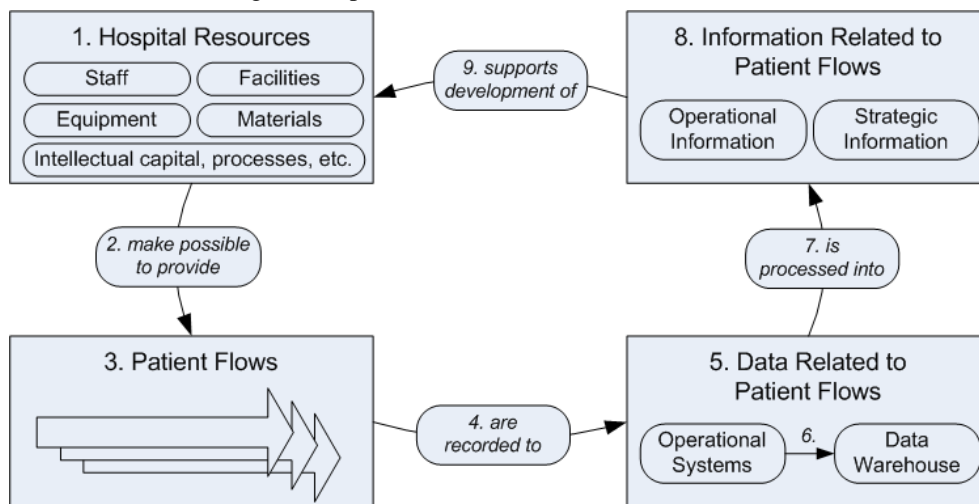 1. Hospital Resources
Staff
Facilities
Equipment
Materials
Intellectual capital, processes, etc.
2. make possible
to provide
3. Patient Flows
4. are
recorded to
5. Data Related to
Patient Flows
Operational
Systems
6.
Data
Warehouse
7. is
processed into
8. Information Related to
Patient Flows
Operational
Information
Strategic
Information
9. supports
development of